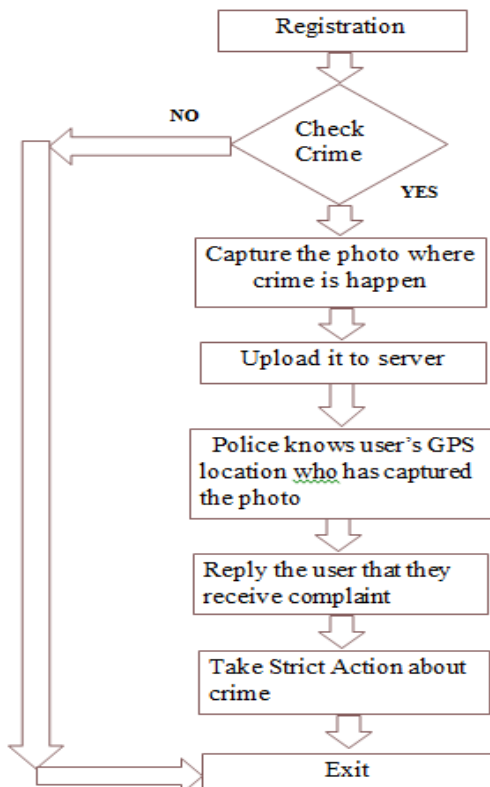 Registration
NO
Check
Crime
YES
Capture the photo where
crime is happen
Upload it to server
Police knows user's GPS
location who has captured
the photo
Reply the user that they
receive complaint
Take Strict Action about
crime
Exit